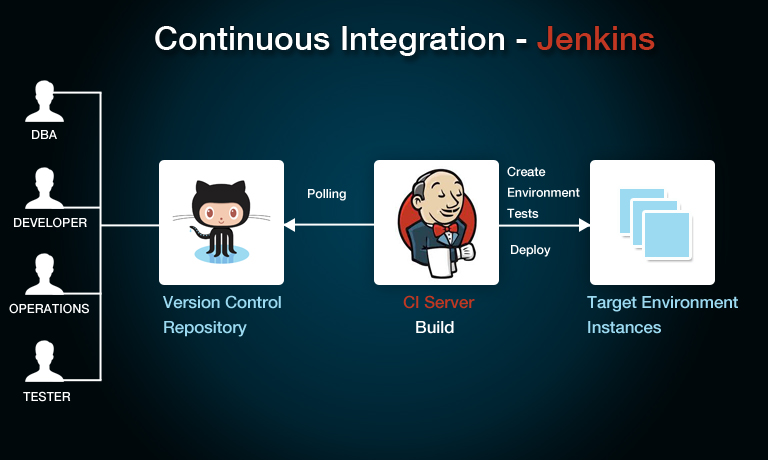 Continuous Integration - Jenkins
DBA
DEVELOPER
OPERATIONS
TESTER
Version Control
Repository
Polling
CI Server
Build
Create
Environment
Tests
Deploy
Target Environment
Instances